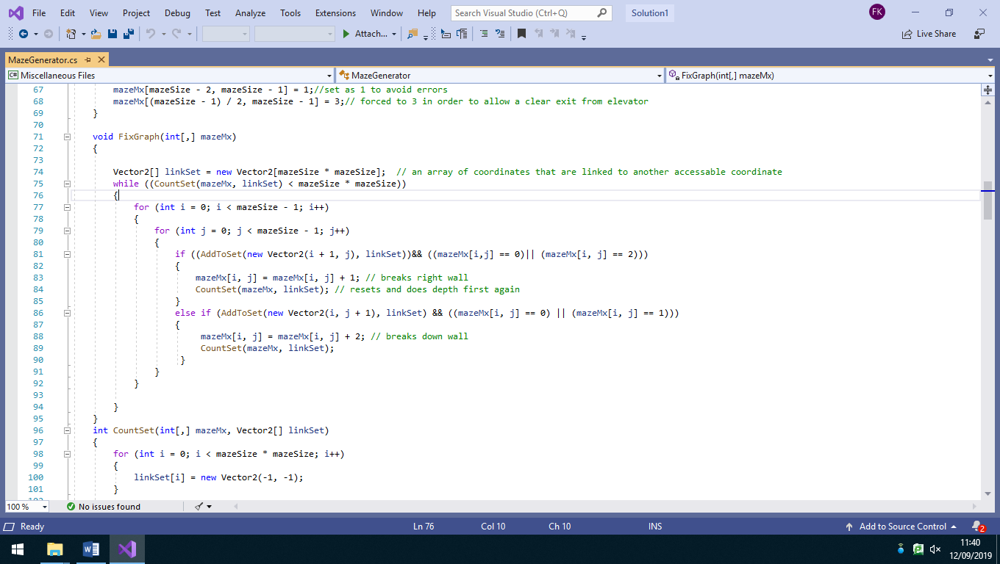 File Edit View Project Debug Test Analyze Tools Extensions Window Help Search Visual Studio (Ctrl+Q) Solution1 FK
Attach... Live Share
MazeGenerator.cs
C# Miscellaneous Files MazeGenerator FixGraph(int[,] mazeMx)
67 mazeMx[mazeSize - 2, mazeSize - 1] = 1;//set as 1 to avoid errors
68 mazeMx[(mazeSize - 1) / 2, mazeSize - 1] = 3;// forced to 3 in order to allow a clear exit from elevator
69 }
70
71 void FixGraph(int[,] mazeMx)
72 {
73
74 Vector2[] linkSet = new Vector2[mazeSize * mazeSize];  // an array of coordinates that are linked to another accessable coordinate
75 while ((CountSet(mazeMx, linkSet) < mazeSize * mazeSize))
76 {
77 for (int i = 0; i < mazeSize - 1; i++)
78 {
79 for (int j = 0; j < mazeSize - 1; j++)
80 {
81 if ((AddToSet(new Vector2(i + 1, j), linkSet))&& ((mazeMx[i,j] == 0)|| (mazeMx[i, j] == 2)))
82 {
83 mazeMx[i, j] = mazeMx[i, j] + 1; // breaks right wall
84 CountSet(mazeMx, linkSet); // resets and does depth first again
85 }
86 else if (AddToSet(new Vector2(i, j + 1), linkSet) && ((mazeMx[i, j] == 0) || (mazeMx[i, j] == 1)))
87 {
88 mazeMx[i, j] = mazeMx[i, j] + 2; // breaks down wall
89 CountSet(mazeMx, linkSet);
90 }
91 }
92 }
93
94 }
95 }
96 int CountSet(int[,] mazeMx, Vector2[] linkSet)
97 {
98 for (int i = 0; i < mazeSize * mazeSize; i++)
99 {
100 linkSet[i] = new Vector2(-1, -1);
101 }
102
100 % No issues found
Ready Ln 76 Col 10 Ch 10 INS Add to Source Control 2
11:40
12/09/2019